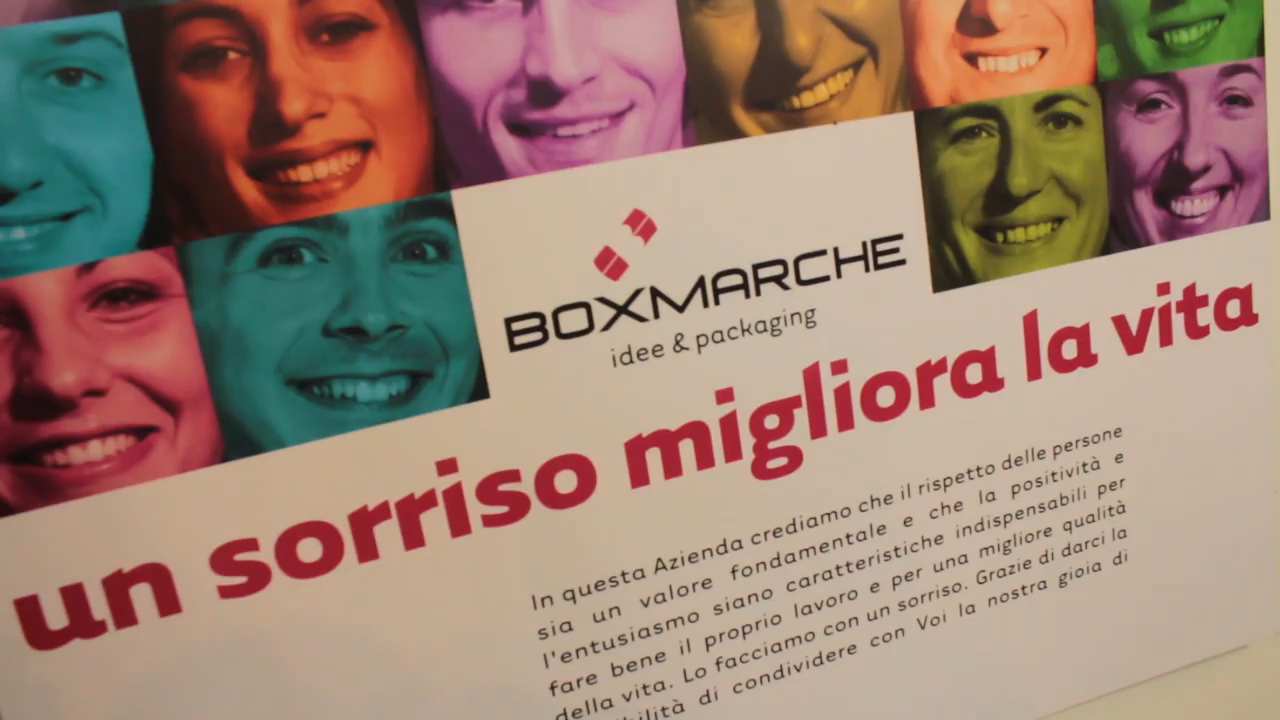 BOXMARCHE
idee & packaging
un sorriso migliora la vita
In questa Azienda crediamo che il rispetto delle persone
sia un valore fondamentale e che la positività e
l'entusiasmo siano caratteristiche indispensabili per
fare bene il proprio lavoro e per una migliore qualità
della vita. Lo facciamo con un sorriso. Grazie di darci la
di condividere con Voi la nostra gioia di